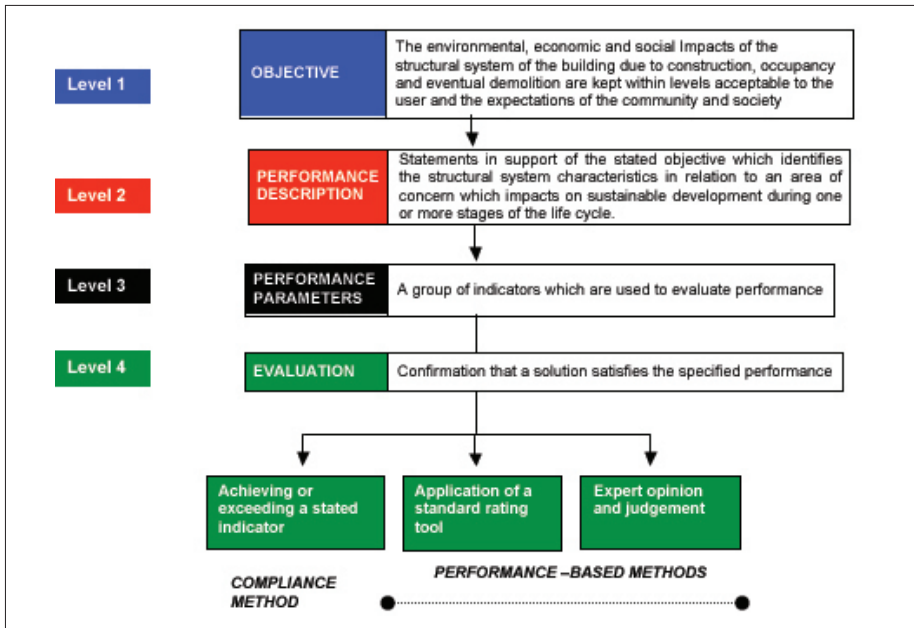 Level 1
OBJECTIVE
The environmental, economic and social Impacts of the
structural system of the building due to construction, occupancy
and eventual demolition are kept within levels acceptable to the
user and the expectations of the community and society
Level 2
PERFORMANCE
DESCRIPTION
Statements in support of the stated objective which identifies
the structural system characteristics in relation to an area of
concern which impacts on sustainable development during one
or more stages of the life cycle.
Level 3
PERFORMANCE
PARAMETERS
A group of indicators which are used to evaluate performance
Level 4
EVALUATION
Confirmation that a solution satisfies the specified performance
Achieving or
exceeding a stated
indicator
Application of a
standard rating
tool
Expert opinion
and judgement
COMPLIANCE
METHOD
PERFORMANCE –BASED METHODS